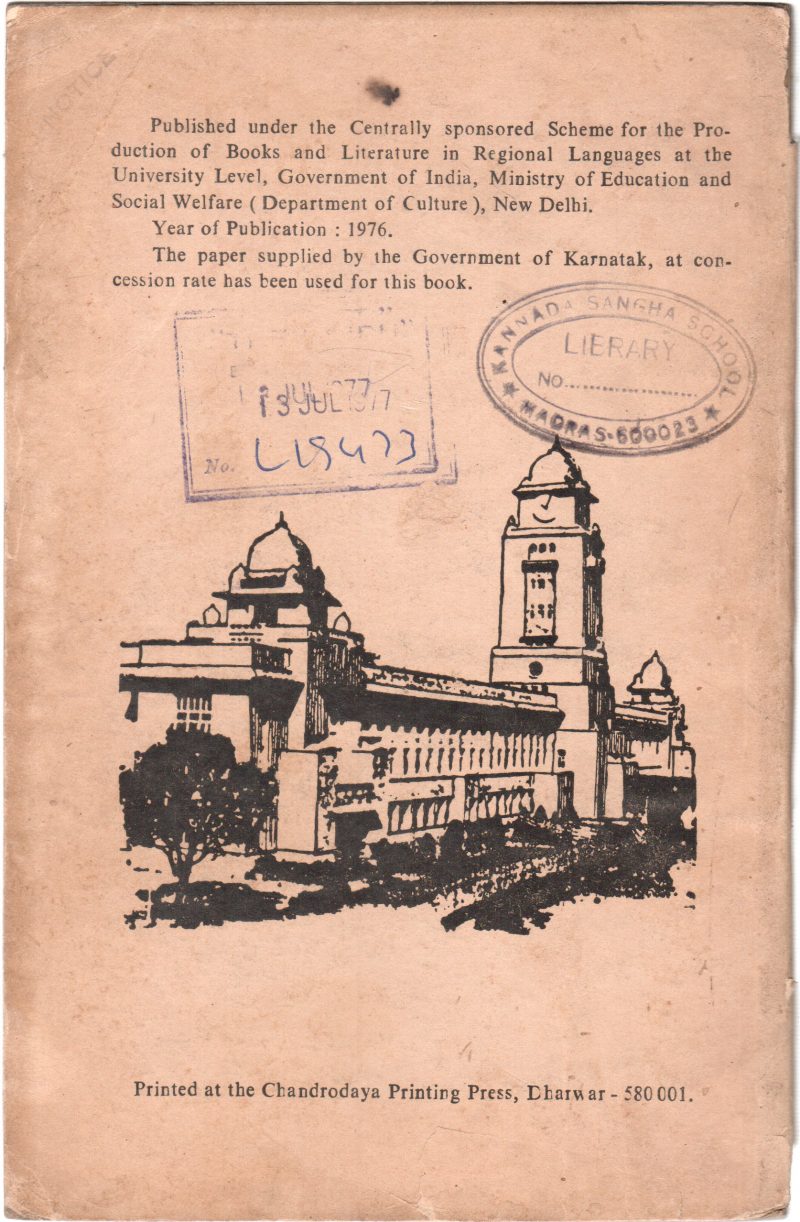 NOTICE
Published under the Centrally sponsored Scheme for the Pro-
duction of Books and Literature in Regional Languages at the
University Level, Government of India, Ministry of Education and
Social Welfare ( Department of Culture ), New Delhi.
Year of Publication : 1976.
The paper supplied by the Government of Karnatak, at con-
cession rate has been used for this book.
KANNADA SANGHA SCHOOL
LIBRARY
NO....................
★ MADRAS-600023 ★
13 JUL 1977
No.
Printed at the Chandrodaya Printing Press, Dharwar - 580 001.